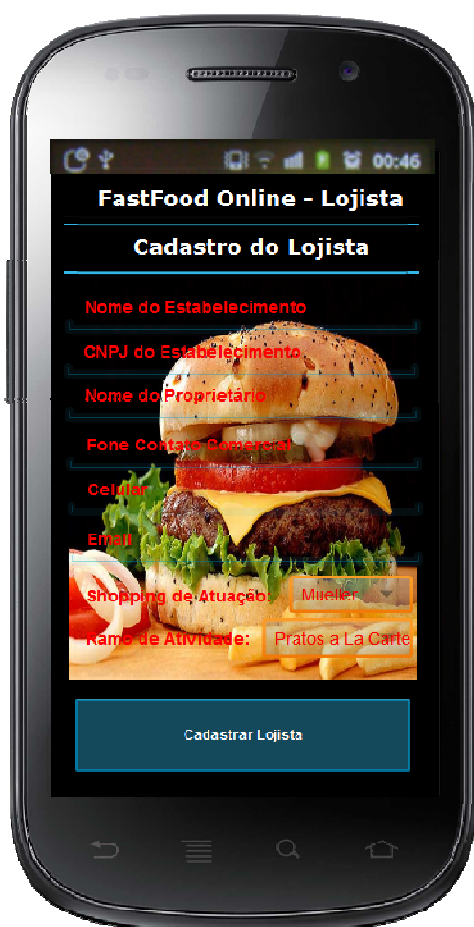 00:46
FastFood Online - Lojista
Cadastro do Lojista
Nome do Estabelecimento
CNPJ do Estabelecimento
Nome do Proprietário
Fone Contato Comercial
Celular
Email
Shopping de Atuação: Mueller
Ramo de Atividade: Pratos a La Carte
Cadastrar Lojista